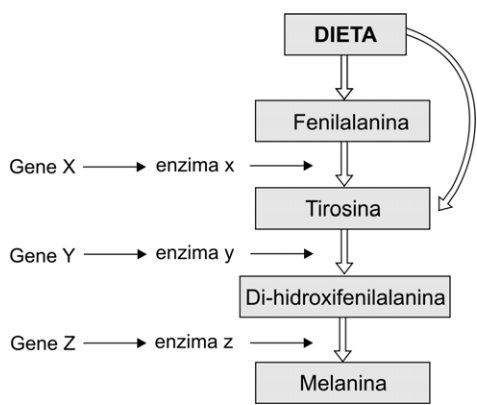 DIETA
Fenilalanina
Gene X enzima x
Tirosina
Gene Y enzima y
Di-hidroxifenilalanina
Gene Z enzima z
Melanina